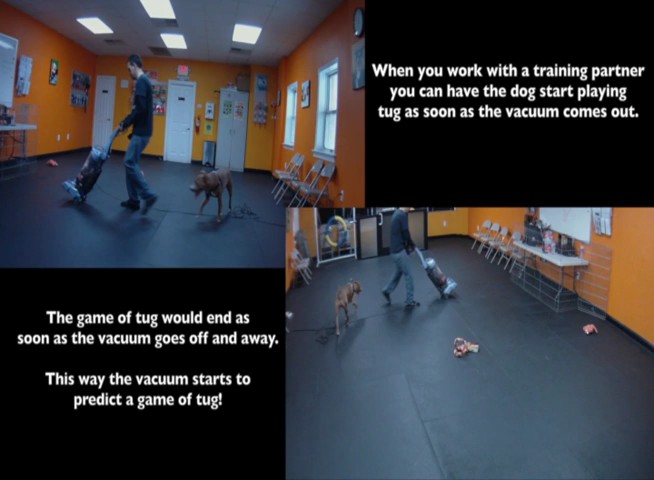 When you work with a training partner
you can have the dog start playing
tug as soon as the vacuum comes out.
The game of tug would end as
soon as the vacuum goes off and away.
This way the vacuum starts to
predict a game of tug!